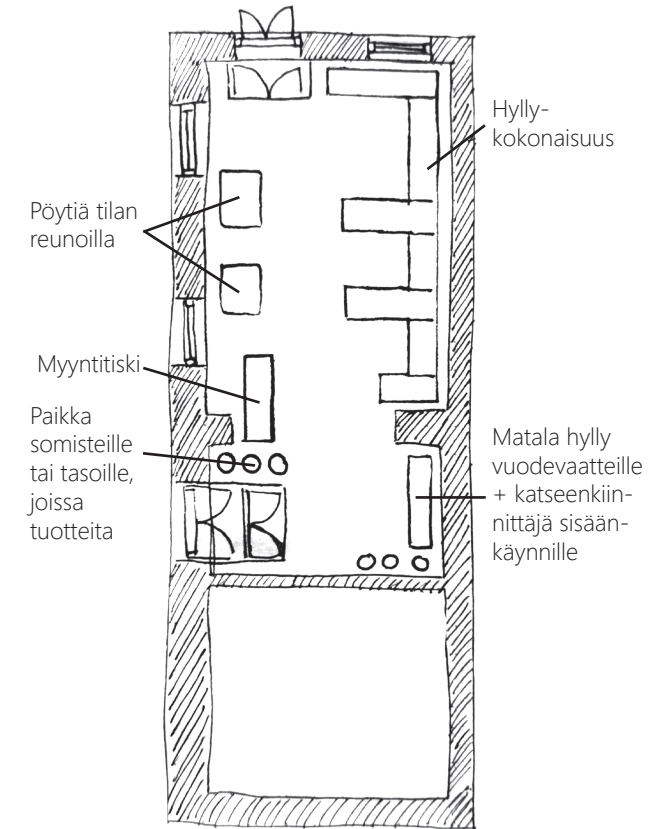 Hylly-
kokonaisuus
Pöytiä tilan
reunoilla
Myyntitiski
Paikka
somisteille
tai tasoille,
joissa
tuotteita
Matala hylly
vuodevaatteille
+ katseenkiin-
nittäjä sisään-
käynnille